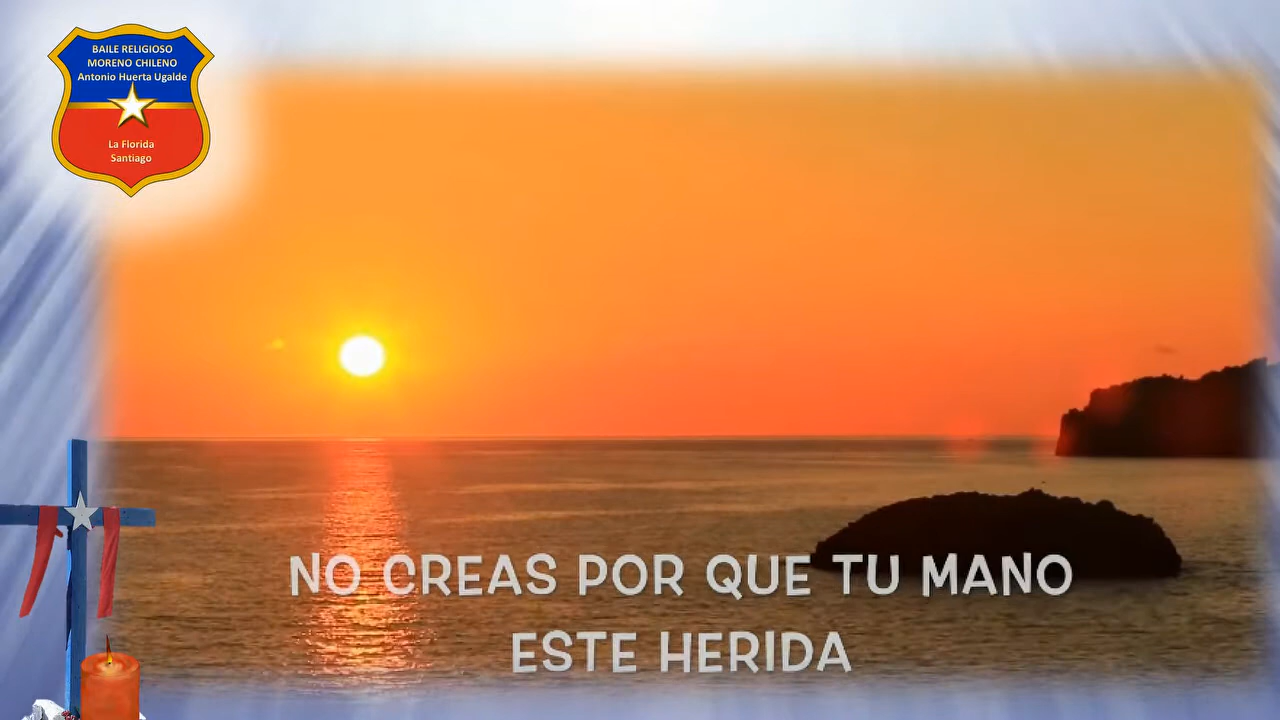 BAILE RELIGIOSO
MORENO CHILENO
Antonio Huerta Ugalde
La Florida
Santiago
NO CREAS POR QUE TU MANO
ESTE HERIDA